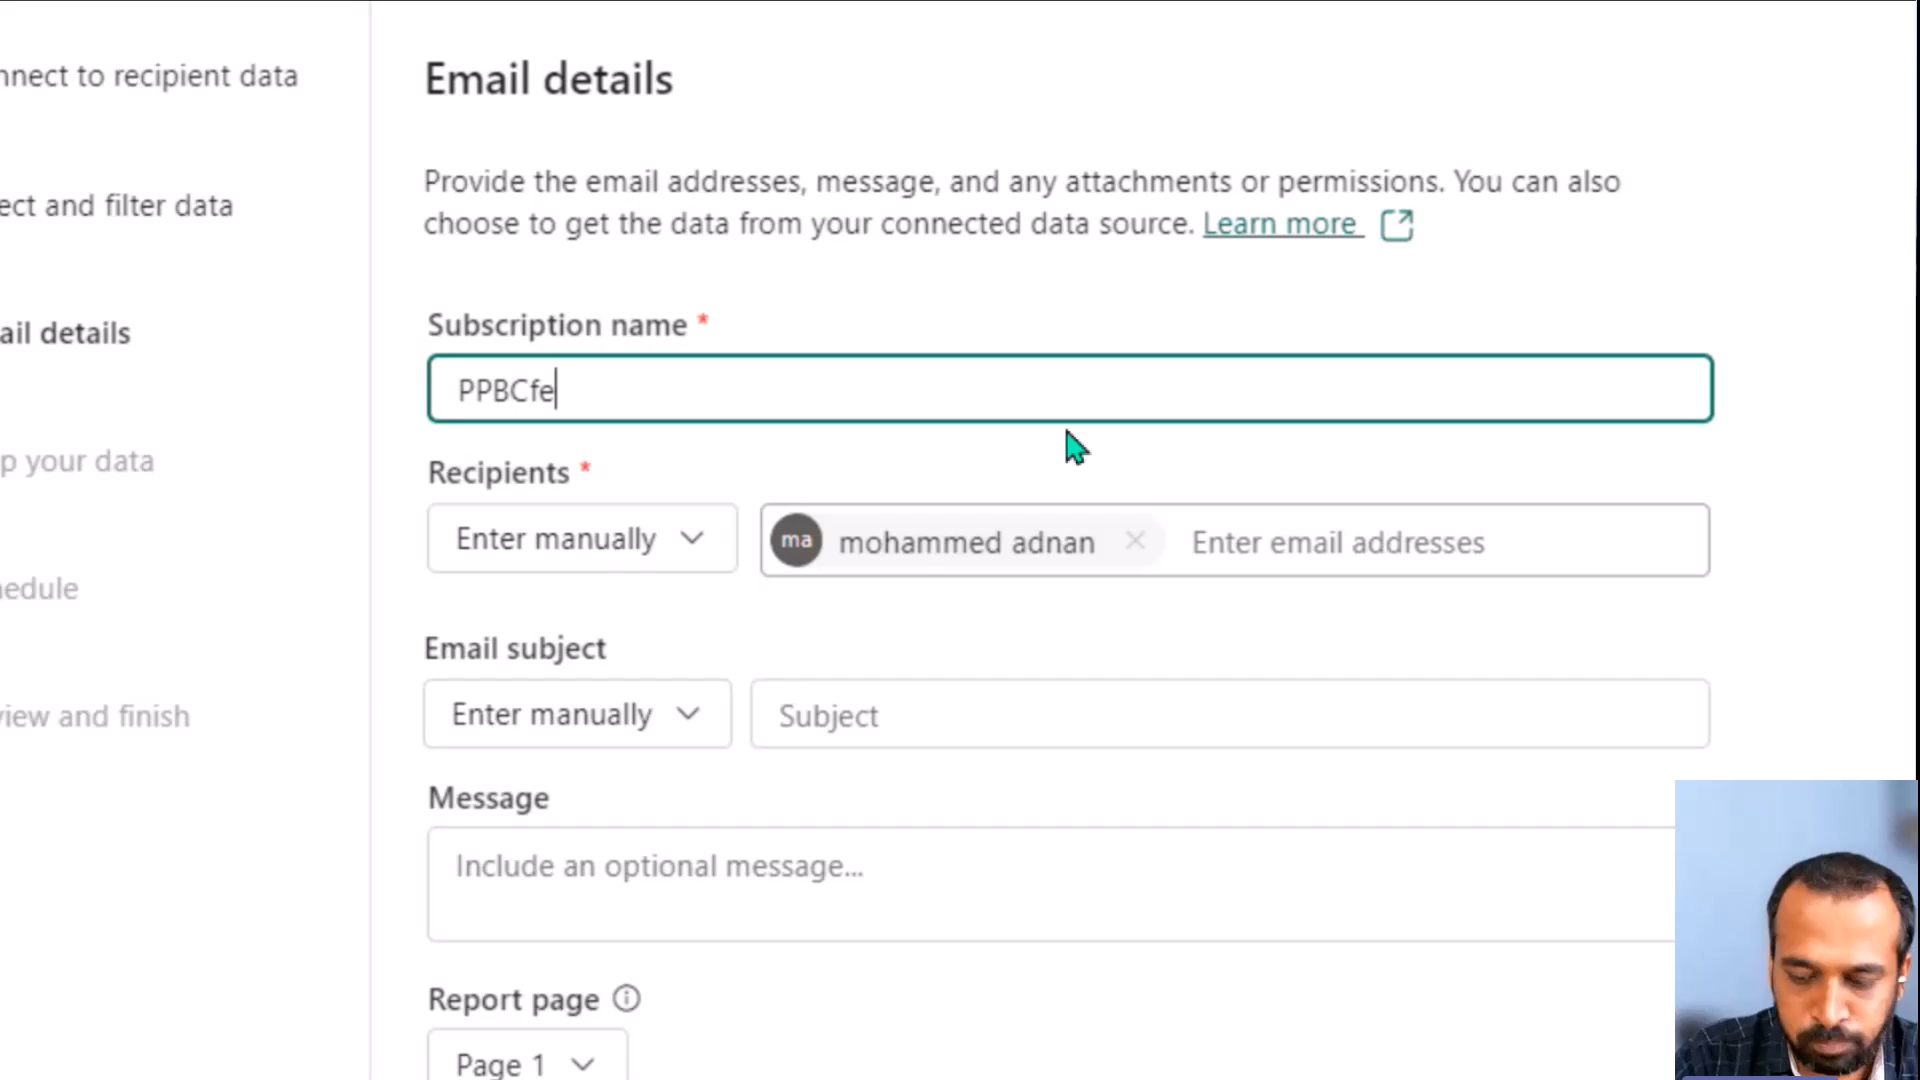 nnect to recipient data
ect and filter data
ail details
p your data
hedule
view and finish
Email details
Provide the email addresses, message, and any attachments or permissions. You can also
choose to get the data from your connected data source. Learn more
Subscription name *
PPBCfe
Recipients *
Enter manually
ma mohammed adnan Enter email addresses
Email subject
Enter manually
Subject
Message
Include an optional message...
Report page
Page 1